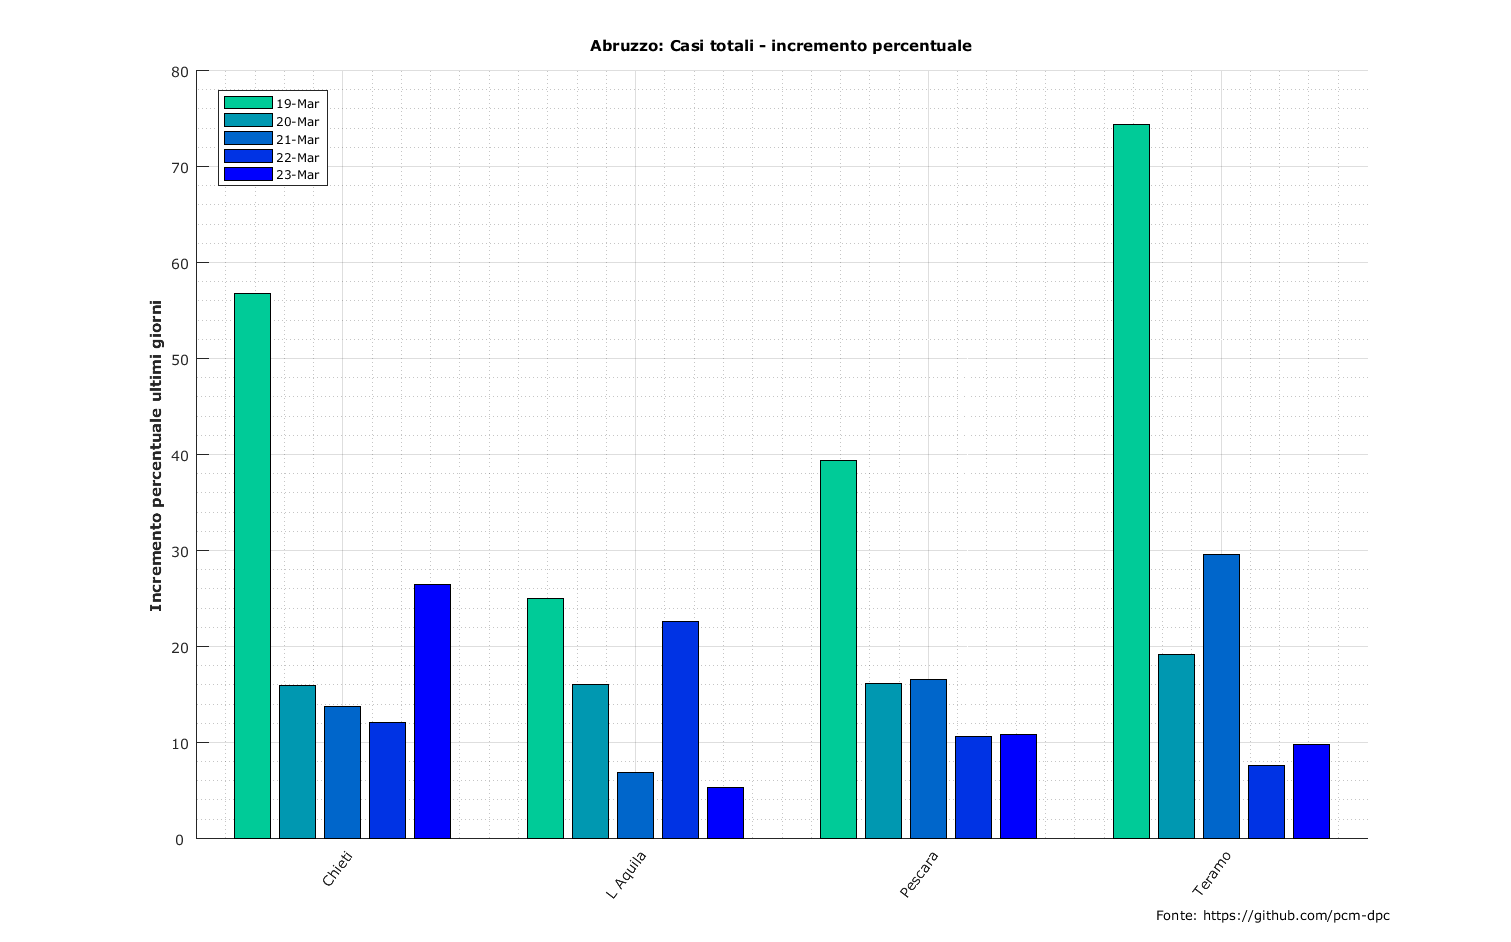 Abruzzo: Casi totali - incremento percentuale
80
70
60
50
40
30
20
10
0
Incremento percentuale ultimi giorni
19-Mar
20-Mar
21-Mar
22-Mar
23-Mar
Chieti
L Aquila
Pescara
Teramo
Fonte: https://github.com/pcm-dpc